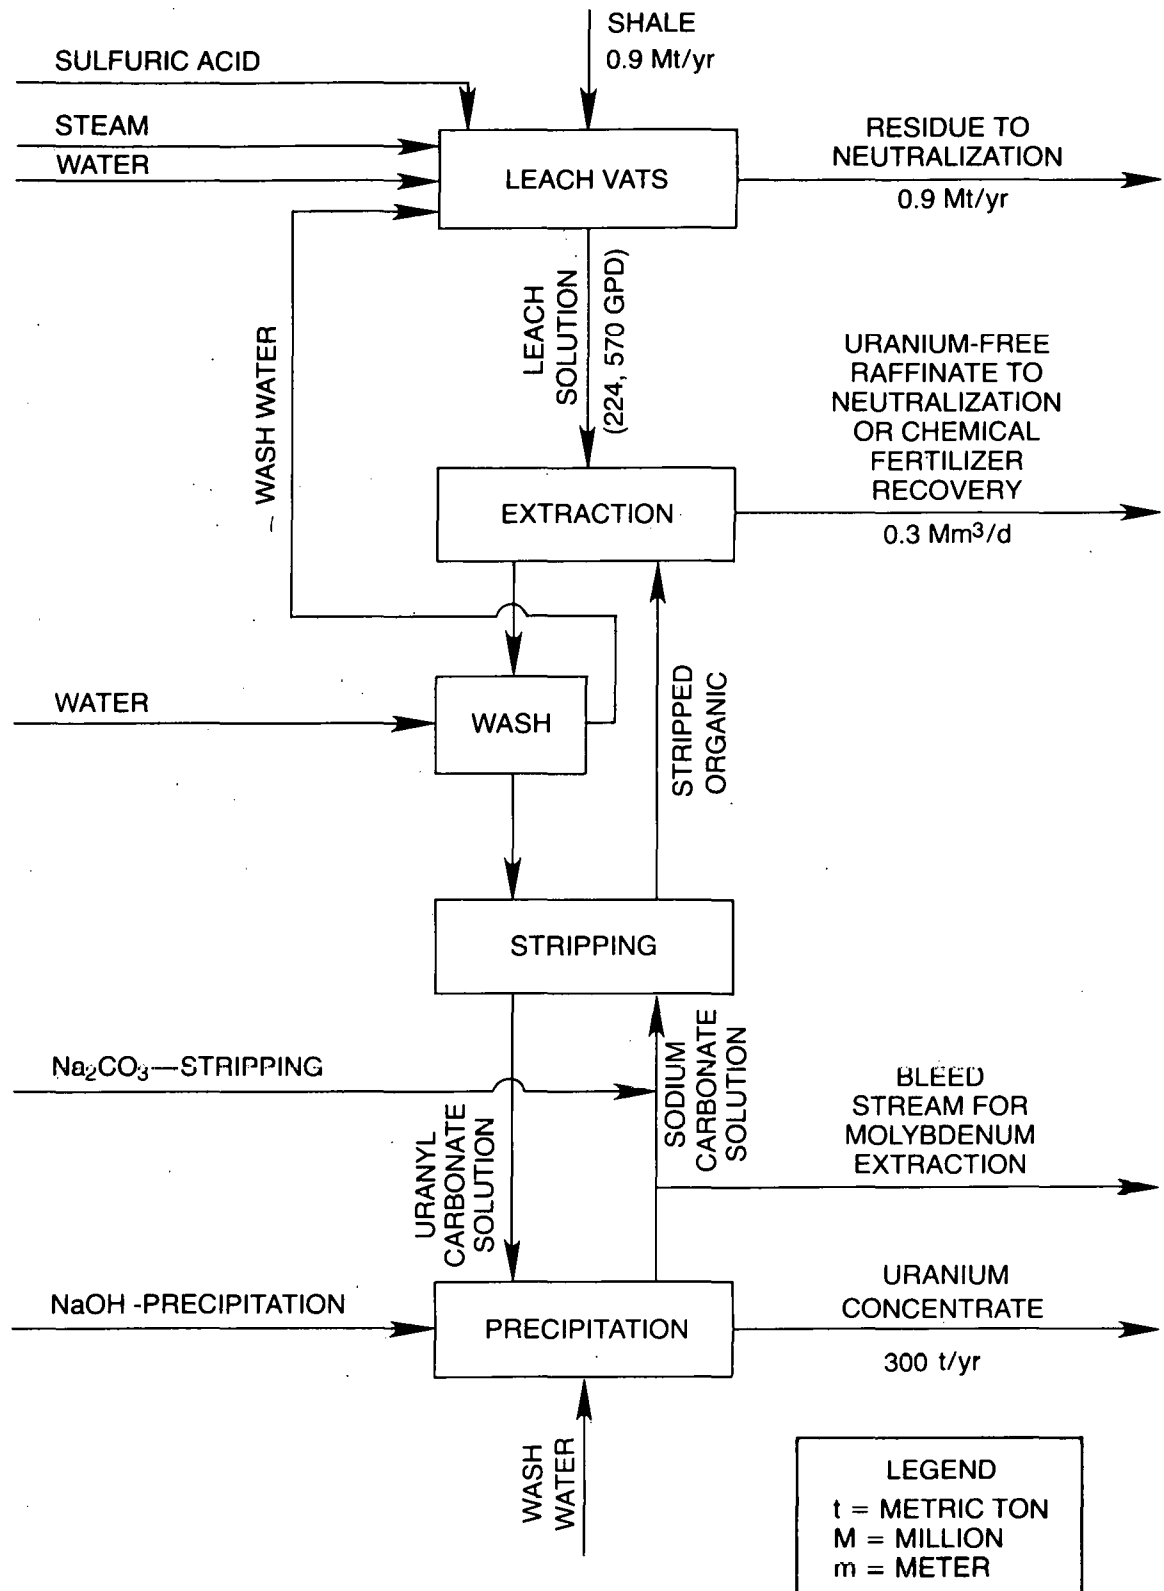 SHALE
0.9 Mt/yr
SULFURIC ACID
STEAM
WATER
LEACH VATS
RESIDUE TO
NEUTRALIZATION
0.9 Mt/yr
WASH WATER
LEACH
SOLUTION
(224, 570 GPD)
URANIUM-FREE
RAFFINATE TO
NEUTRALIZATION
OR CHEMICAL
FERTILIZER
RECOVERY
0.3 Mm³/d
EXTRACTION
WATER
WASH
STRIPPED
ORGANIC
STRIPPING
Na₂CO₃—STRIPPING
URANYL
CARBONATE
SOLUTION
SODIUM
CARBONATE
SOLUTION
BLEED
STREAM FOR
MOLYBDENUM
EXTRACTION
NaOH -PRECIPITATION
PRECIPITATION
URANIUM
CONCENTRATE
300 t/yr
WASH
WATER
LEGEND
t = METRIC TON
M = MILLION
m = METER